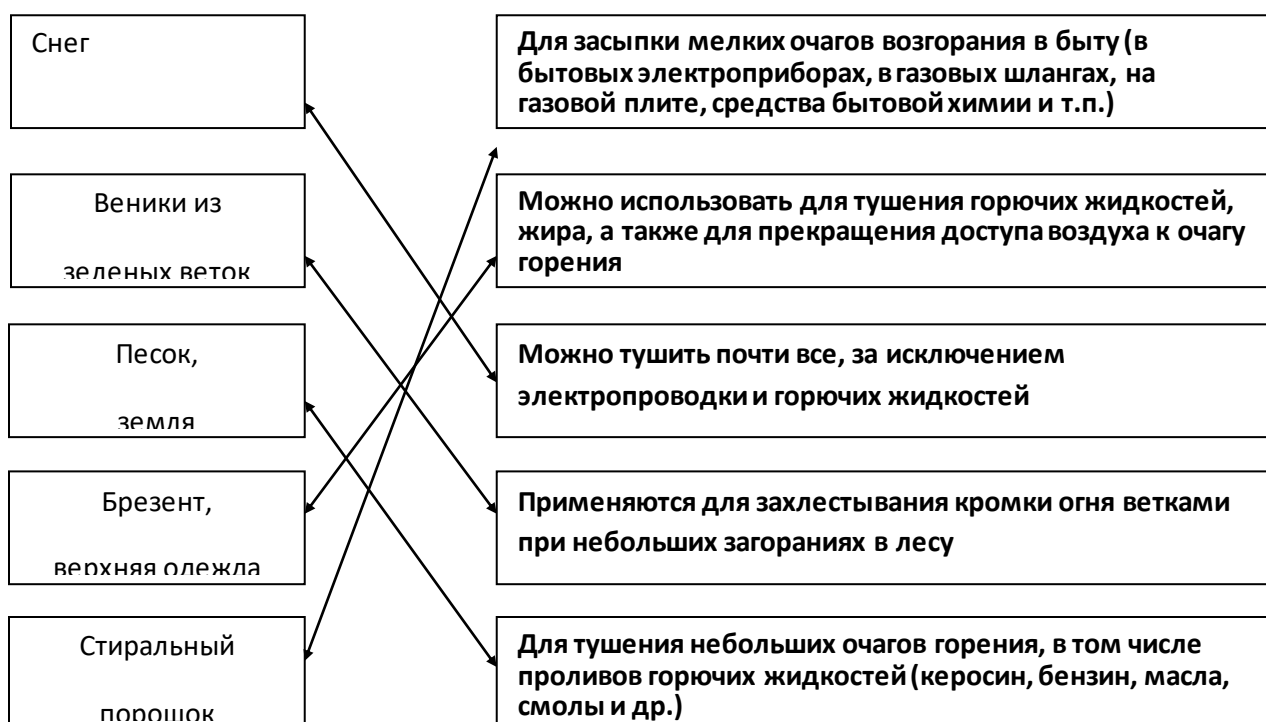 Снег
Для засыпки мелких очагов возгорания в быту (в
бытовых электроприборах, в газовых шлангах, на
газовой плите, средства бытовой химии и т.п.)
Веники из
зеленых веток
Можно использовать для тушения горючих жидкостей,
жира, а также для прекращения доступа воздуха к очагу
горения
Песок,
земля
Можно тушить почти все, за исключением
электропроводки и горючих жидкостей
Брезент,
верхняя одежда
Применяются для захлестывания кромки огня ветками
при небольших загораниях в лесу
Стиральный
порошок
Для тушения небольших очагов горения, в том числе
проливов горючих жидкостей (керосин, бензин, масла,
смолы и др.)